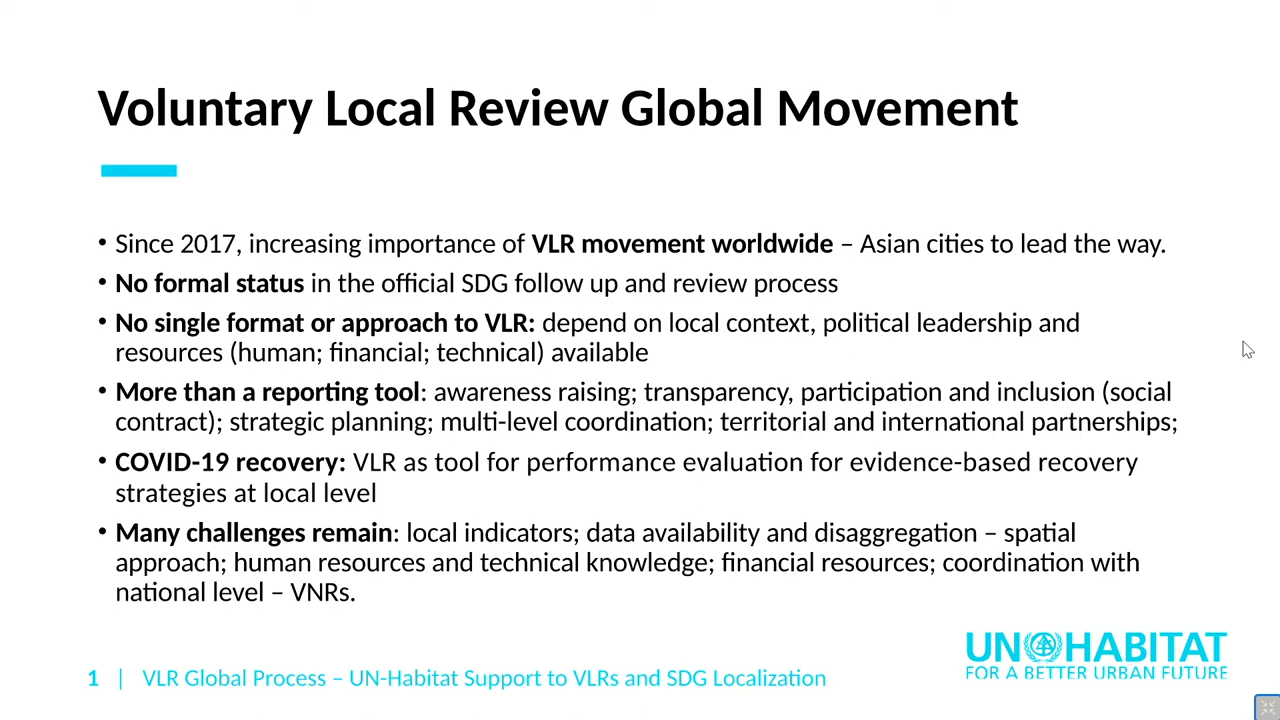 Voluntary Local Review Global Movement
• Since 2017, increasing importance of VLR movement worldwide – Asian cities to lead the way.
• No formal status in the official SDG follow up and review process
• No single format or approach to VLR: depend on local context, political leadership and
resources (human; financial; technical) available
• More than a reporting tool: awareness raising; transparency, participation and inclusion (social
contract); strategic planning; multi-level coordination; territorial and international partnerships;
• COVID-19 recovery: VLR as tool for performance evaluation for evidence-based recovery
strategies at local level
• Many challenges remain: local indicators; data availability and disaggregation – spatial
approach; human resources and technical knowledge; financial resources; coordination with
national level – VNRs.
UN HABITAT
FOR A BETTER URBAN FUTURE
1 | VLR Global Process – UN-Habitat Support to VLRs and SDG Localization